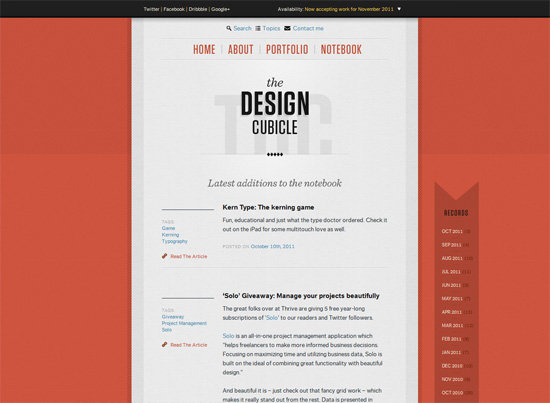 Twitter | Facebook | Dribbble | Google+
Availability: Now accepting work for November 2011 ▼
Search Topics Contact me
HOME | ABOUT | PORTFOLIO | NOTEBOOK
TDC
the
DESIGN
CUBICLE
Latest additions to the notebook
Kern Type: The kerning game
TAGS
Game
Kerning
Typography
Read The Article
Fun, educational and just what the type doctor ordered. Check it
out on the iPad for some multitouch love as well.
POSTED ON October 10th, 2011
'Solo' Giveaway: Manage your projects beautifully
TAGS
Giveaway
Project Management
Solo
Read The Article
The great folks over at Thrive are giving 5 free year-long
subscriptions of 'Solo' to our readers and Twitter followers.
Solo is an all-in-one project management application which
"helps freelancers to make more informed business decisions.
Focusing on maximizing time and utilizing business data, Solo is
built on the ideal of combining great functionality with beautiful
design."
And beautiful it is – just check out that fancy grid work – which
makes it really stand out from the rest. Data is presented in
RECORDS
OCT 2011
SEP 2011
AUG 2011
JUL 2011
JUN 2011
MAY 2011
APR 2011
MAR 2011
FEB 2011
JAN 2011
DEC 2010
NOV 2010
OCT 2010